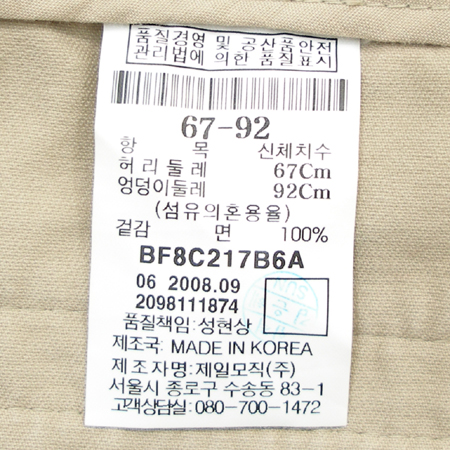 품질경영 및 공산품안전
관리법에 의한 품질표시
67-92
항 목 신체치수
허리둘레 67Cm
엉덩이둘레 92Cm
(섬유의혼용율)
겉감 면 100%
BF8C217B6A
06 2008.09
2098111874
품질책임: 성현상
제조국: MADE IN KOREA
제조자명: 제일모직(주)
서울시 종로구 수송동 83-1
고객상담실: 080-700-1472